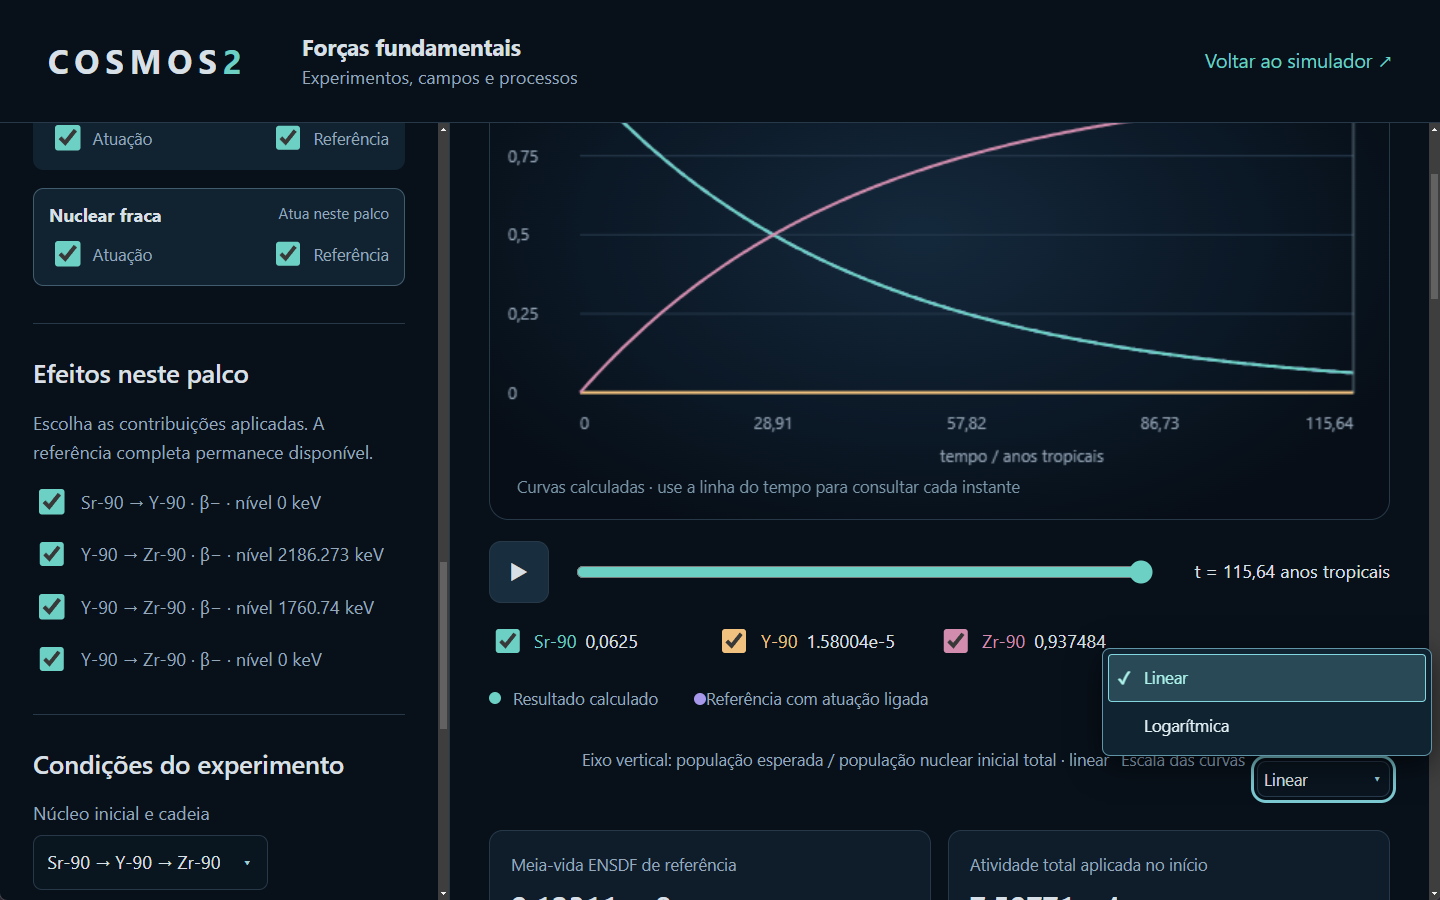 COSMOS2
Forças fundamentais
Experimentos, campos e processos
Voltar ao simulador ↗
Atuação
Referência
Nuclear fraca
Atua neste palco
Atuação
Referência
Efeitos neste palco
Escolha as contribuições aplicadas. A
referência completa permanece disponível.
Sr-90 → Y-90 · β− · nível 0 keV
Y-90 → Zr-90 · β− · nível 2186.273 keV
Y-90 → Zr-90 · β− · nível 1760.74 keV
Y-90 → Zr-90 · β− · nível 0 keV
Condições do experimento
Núcleo inicial e cadeia
Sr-90 → Y-90 → Zr-90
0,75
0,5
0,25
0
0 28,91 57,82 86,73 115,64
tempo / anos tropicais
Curvas calculadas · use a linha do tempo para consultar cada instante
t = 115,64 anos tropicais
Sr-90 0,0625
Y-90 1.58004e-5
Zr-90 0,937484
Resultado calculado
Referência com atuação ligada
Linear
Logarítmica
Eixo vertical: população esperada / população nuclear inicial total · linear
Escala das curvas
Linear
Meia-vida ENSDF de referência
Atividade total aplicada no início